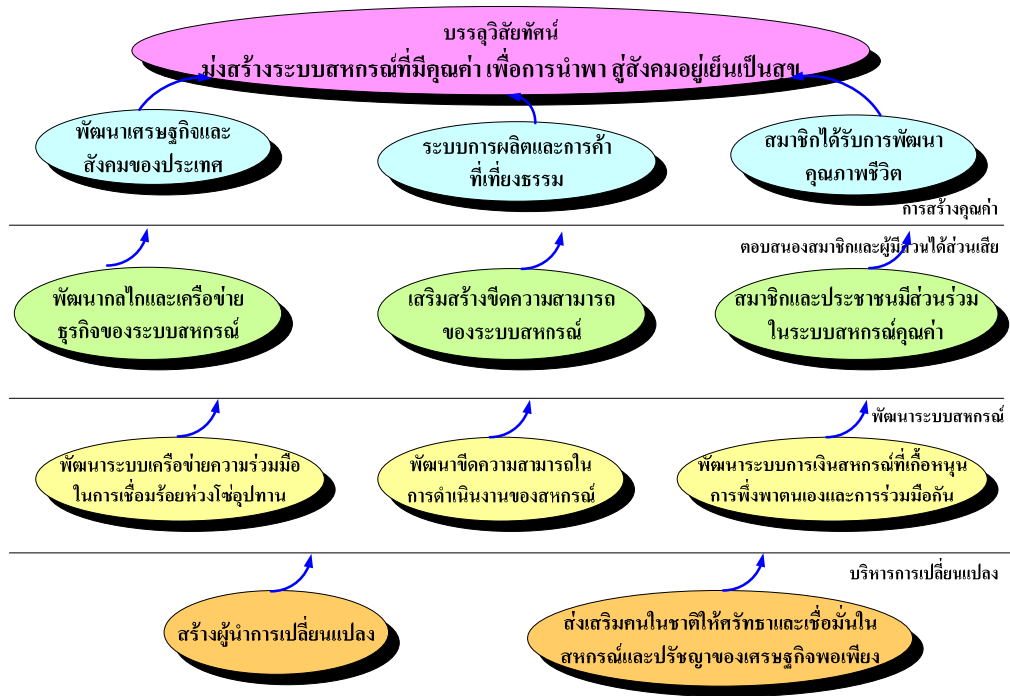 บรรลุวิสัยทัศน์
มุ่งสร้างระบบสหกรณ์ที่มีคุณค่า เพื่อการนำพา สู่สังคมอยู่เย็นเป็นสุข
พัฒนาเศรษฐกิจและ
สังคมของประเทศ
ระบบการผลิตและการค้า
ที่เที่ยงธรรม
สมาชิกได้รับการพัฒนา
คุณภาพชีวิต
การสร้างคุณค่า
ตอบสนองสมาชิกและผู้มีส่วนได้ส่วนเสีย
พัฒนากลไกและเครือข่าย
ธุรกิจของระบบสหกรณ์
เสริมสร้างขีดความสามารถ
ของระบบสหกรณ์
สมาชิกและประชาชนมีส่วนร่วม
ในระบบสหกรณ์คุณค่า
พัฒนาระบบสหกรณ์
พัฒนาระบบเครือข่ายความร่วมมือ
ในการเชื่อมร้อยห่วงโซ่อุปทาน
พัฒนาขีดความสามารถใน
การดำเนินงานของสหกรณ์
พัฒนาระบบการเงินสหกรณ์ที่เกื้อหนุน
การพึ่งพาตนเองและการร่วมมือกัน
บริหารการเปลี่ยนแปลง
สร้างผู้นำการเปลี่ยนแปลง
ส่งเสริมคนในชาติให้ศรัทธาและเชื่อมั่นใน
สหกรณ์และปรัชญาของเศรษฐกิจพอเพียง